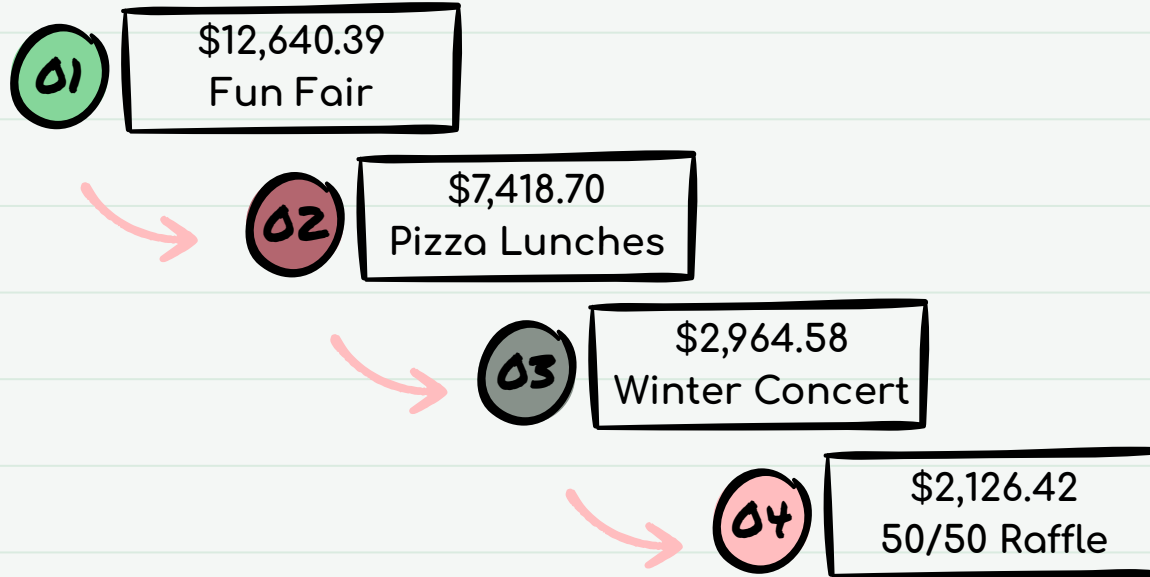 01
$12,640.39
Fun Fair
02
$7,418.70
Pizza Lunches
03
$2,964.58
Winter Concert
04
$2,126.42
50/50 Raffle